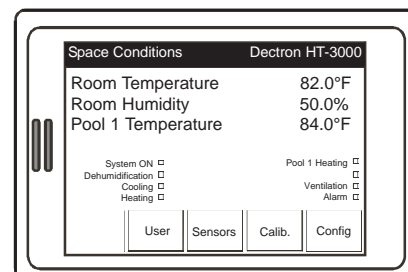 Space Conditions Dectron HT-3000
Room Temperature 82.0°F
Room Humidity 50.0%
Pool 1 Temperature 84.0°F
System ON Pool 1 Heating
Dehumidification
Cooling Ventilation
Heating Alarm
User Sensors Calib. Config